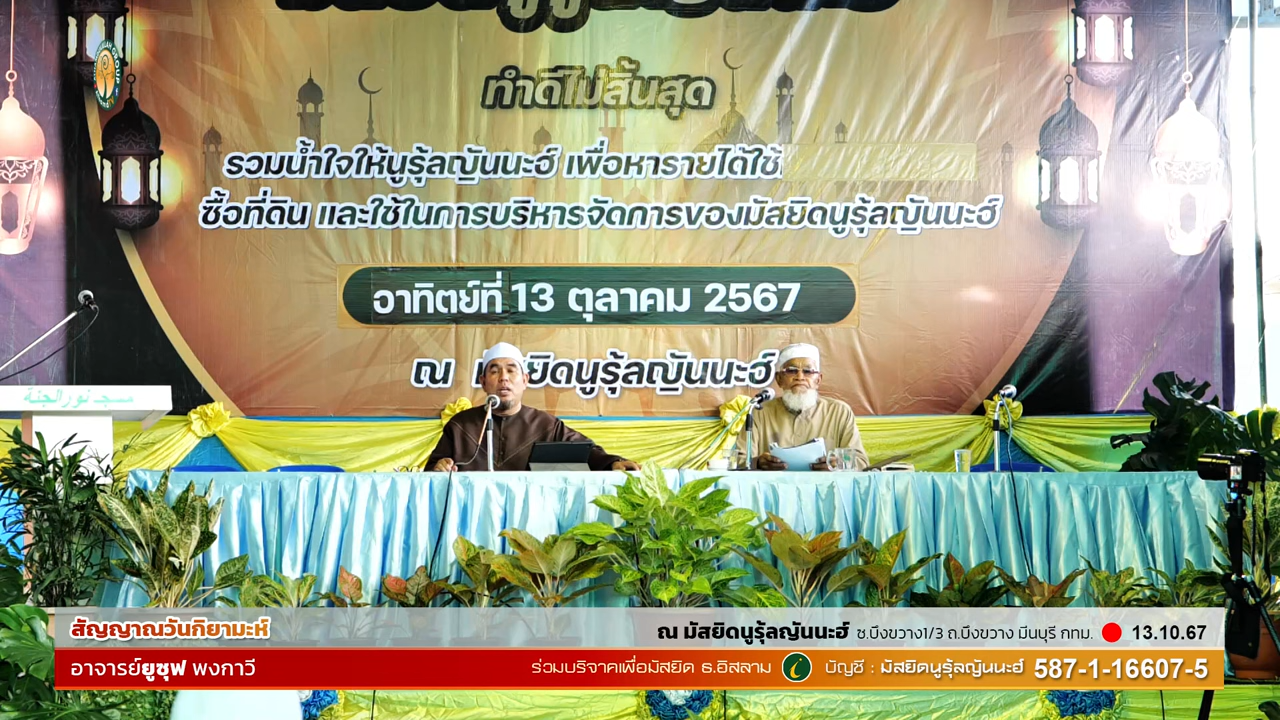 ทำดีไม่สิ้นสุด
รวมน้ำใจให้นูรุ้ลญันนะฮ์ เพื่อหารายได้ใช้
ซื้อที่ดิน และใช้ในการบริหารจัดการของมัสยิดนูรุ้ลญันนะฮ์
อาทิตย์ที่ 13 ตุลาคม 2567
ณ มัสยิดนูรุ้ลญันนะฮ์
مسجد نور الجنة
สัญญาณวันกิยามะห์
ณ มัสยิดนูรุ้ลญันนะฮ์ ซ.บึงขวาง1/3 ถ.บึงขวาง มีนบุรี กทม. 13.10.67
อาจารย์ยูซุฟ พงกาวี
ร่วมบริจาคเพื่อมัสยิด ธ.อิสลาม บัญชี : มัสยิดนูรุ้ลญันนะฮ์ 587-1-16607-5